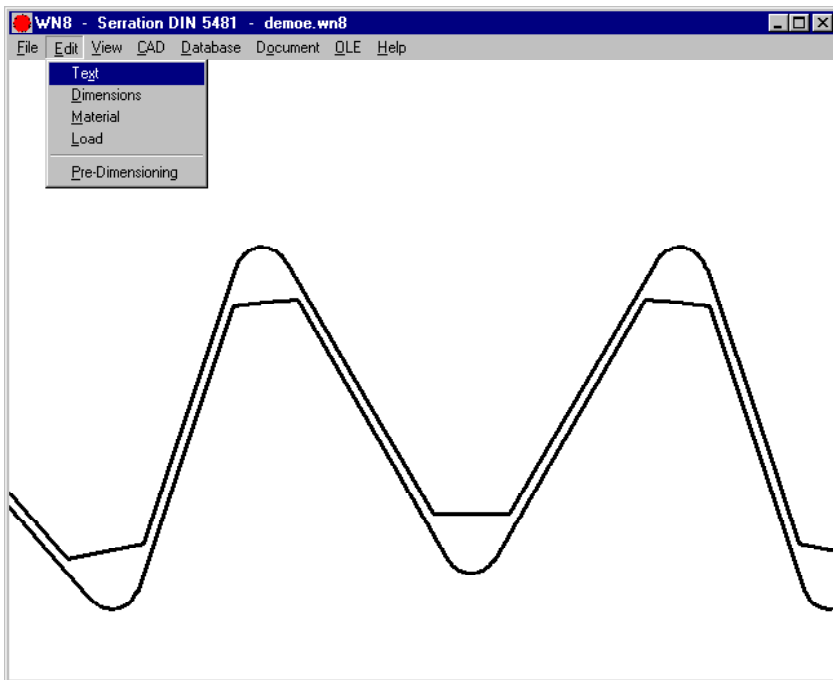 WN8 - Serration DIN 5481 - demoe.wn8
File Edit View CAD Database Document OLE Help
Text
Dimensions
Material
Load
Pre-Dimensioning